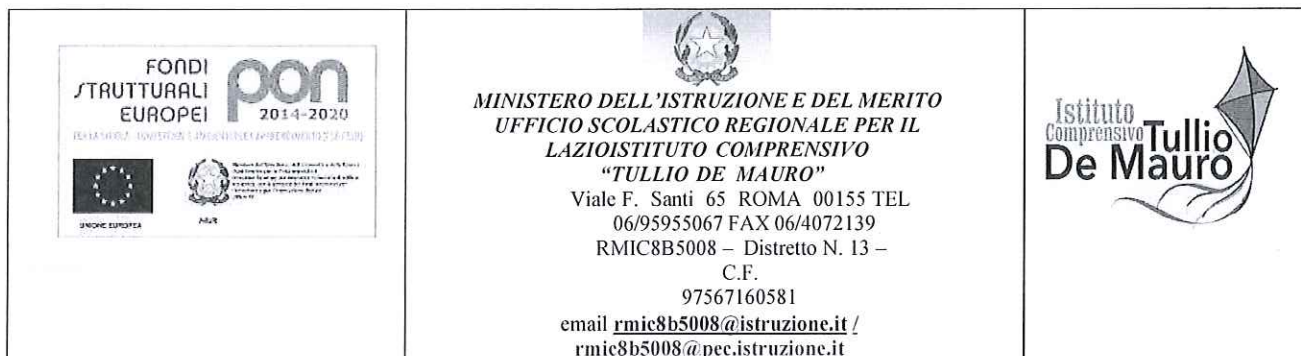 FONDI
STRUTTURALI
EUROPEI
pon
2014-2020
UNIONE EUROPEA
MIUR
MINISTERO DELL'ISTRUZIONE E DEL MERITO
UFFICIO SCOLASTICO REGIONALE PER IL
LAZIOISTITUTO COMPRENSIVO
“TULLIO DE MAURO”
Viale F. Santi 65 ROMA 00155 TEL
06/95955067 FAX 06/4072139
RMIC8B5008 – Distretto N. 13 –
C.F.
97567160581
email rmic8b5008@istruzione.it /
rmic8b5008@pec.istruzione.it
Istituto
Comprensivo Tullio
De Mauro